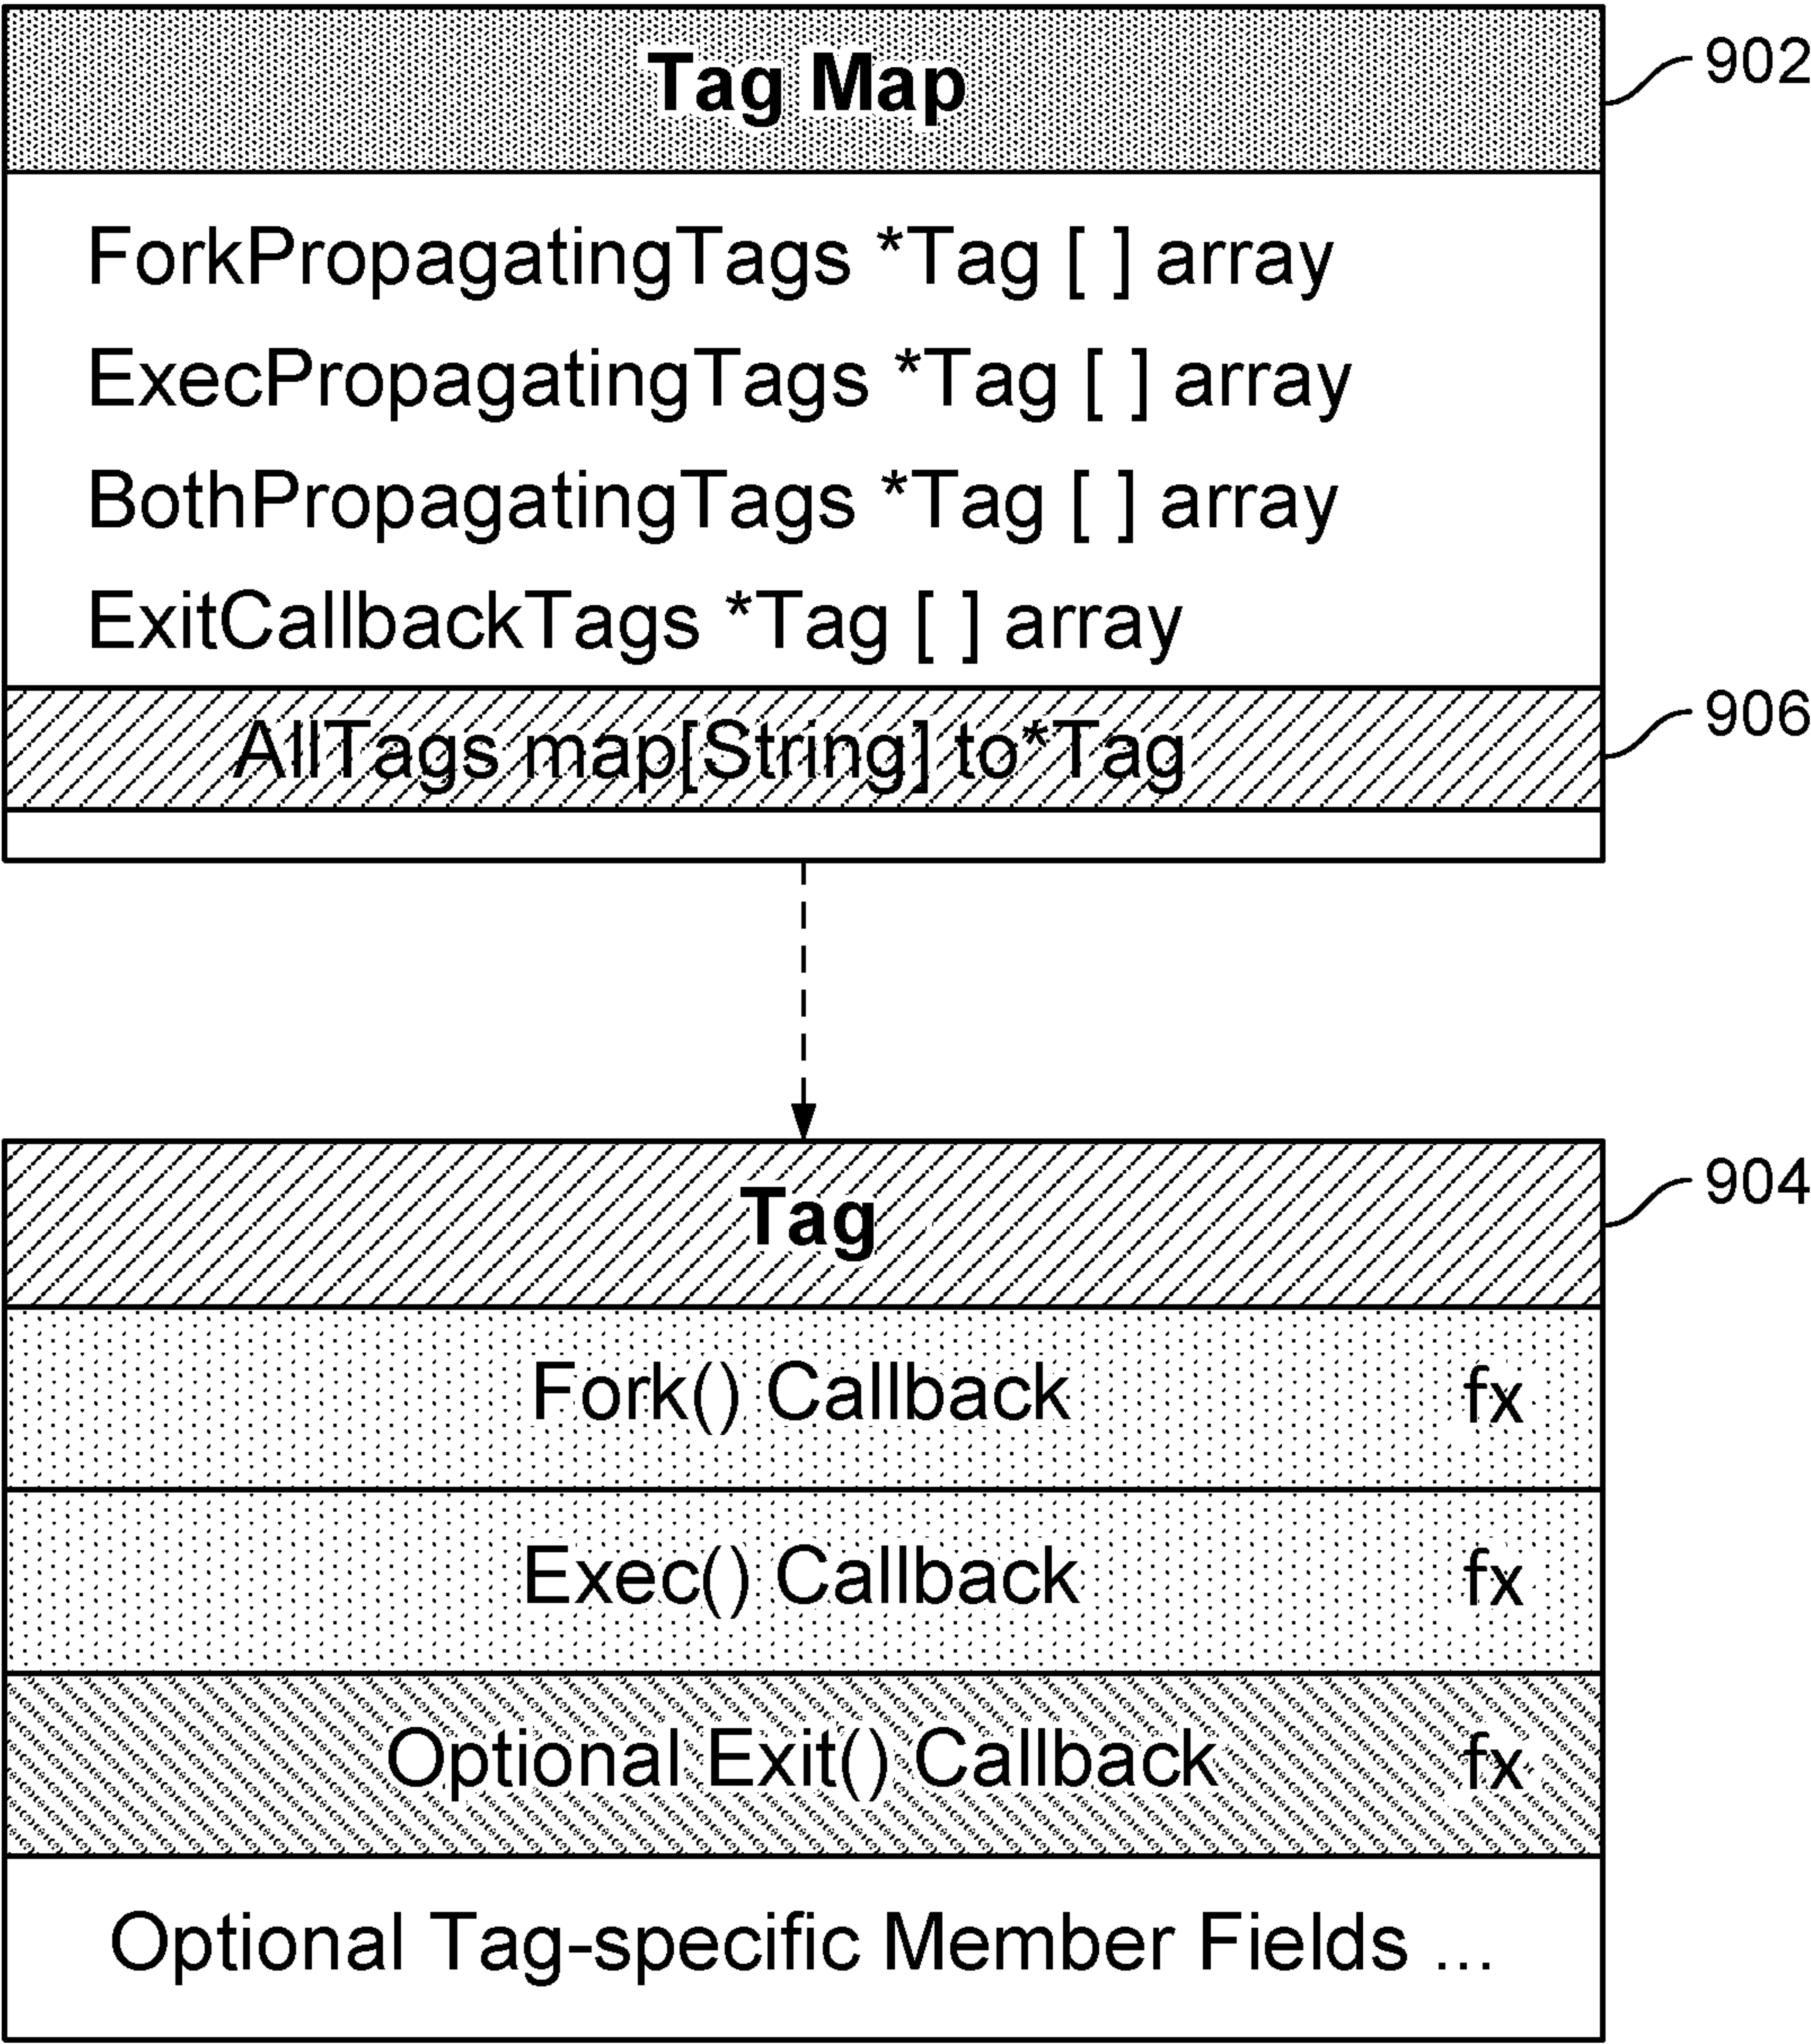 Tag Map
902
ForkPropagatingTags *Tag [ ] array
ExecPropagatingTags *Tag [ ] array
BothPropagatingTags *Tag [ ] array
ExitCallbackTags *Tag [ ] array
AllTags map[String] to*Tag
906
Tag
904
Fork() Callback fx
Exec() Callback fx
Optional Exit() Callback fx
Optional Tag-specific Member Fields ...